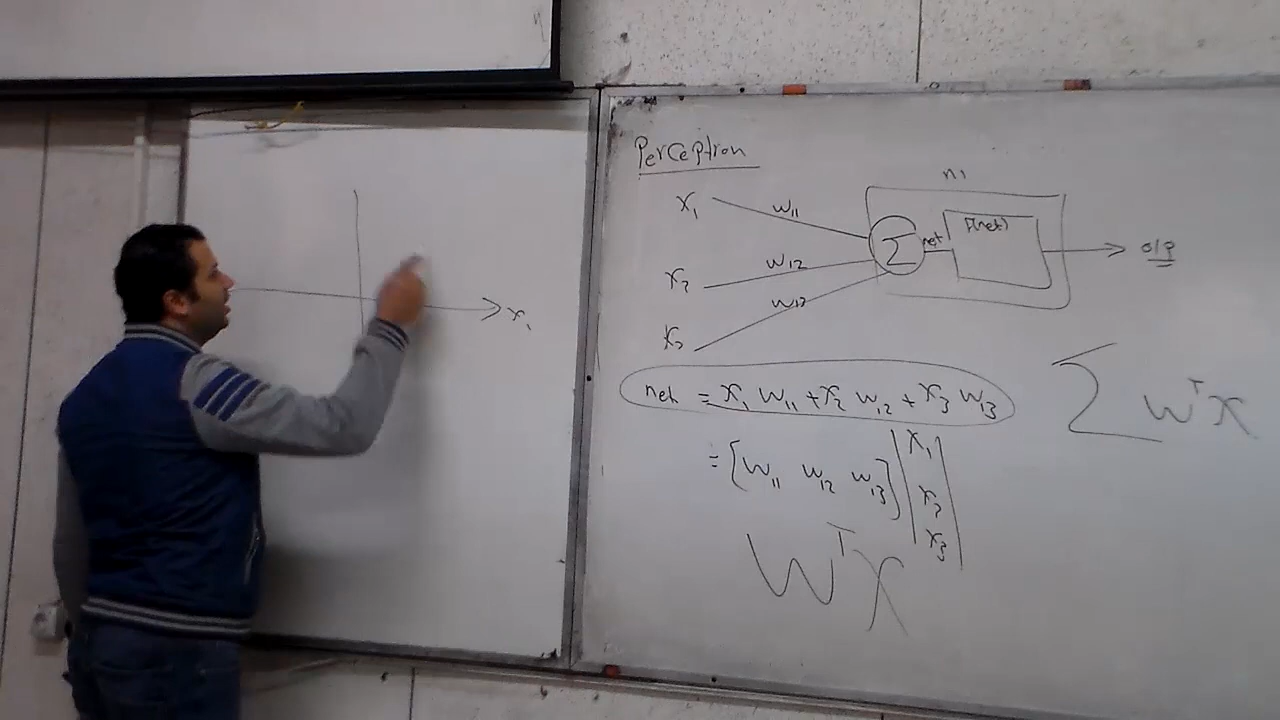 x₁
Perceptron
n₁
x₁ w₁₁
net
f(net)
o/p
x₂ w₁₂
x₃ w₁₃
net = x₁ w₁₁ + x₂ w₁₂ + x₃ w₁₃
= [w₁₁ w₁₂ w₁₃] | x₁ x₂ x₃ |
Wᵀ X
Σ wᵀx
Σ